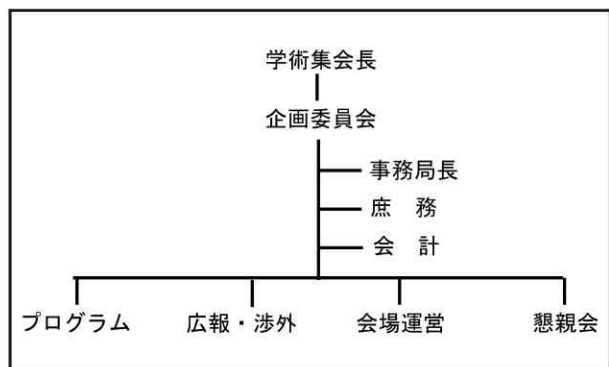 学術集会長
企画委員会
事務局長
庶　務
会　計
プログラム　広報・渉外　会場運営　懇親会